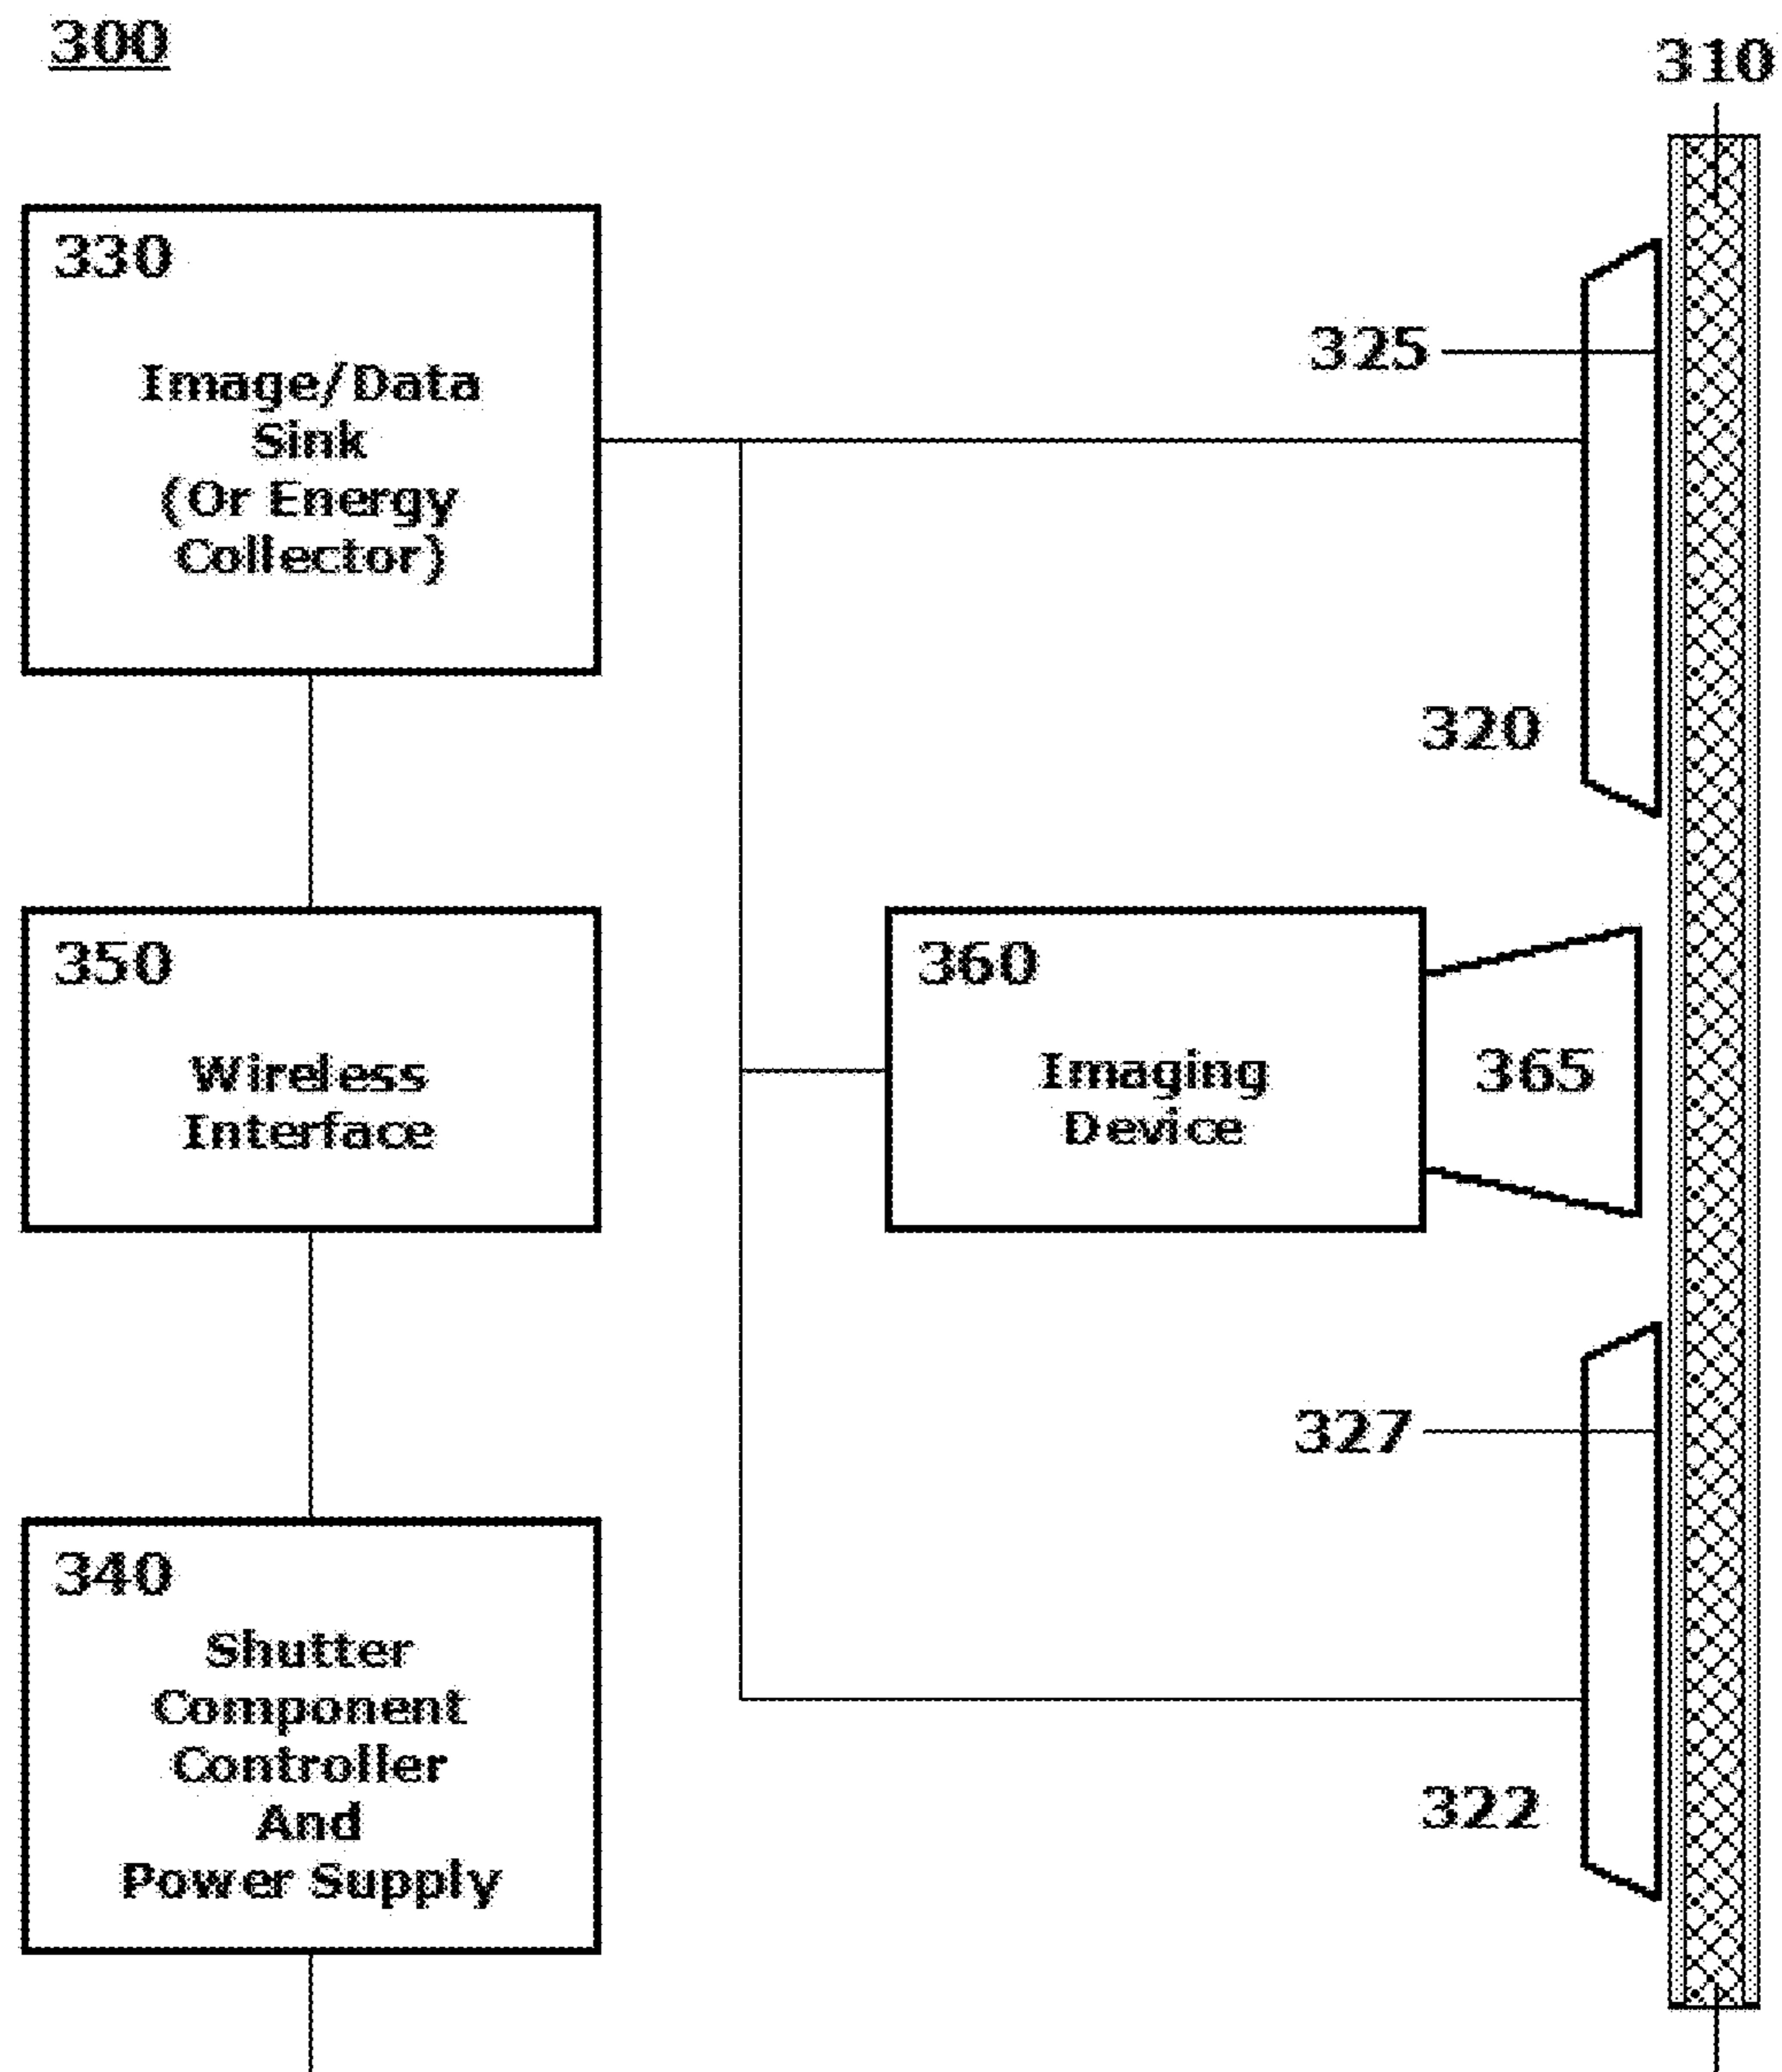 300
310
330
Image/Data
Sink
(Or Energy
Collector)
325
320
350
Wireless
Interface
360
Imaging
Device
365
327
340
Shutter
Component
Controller
And
Power Supply
322